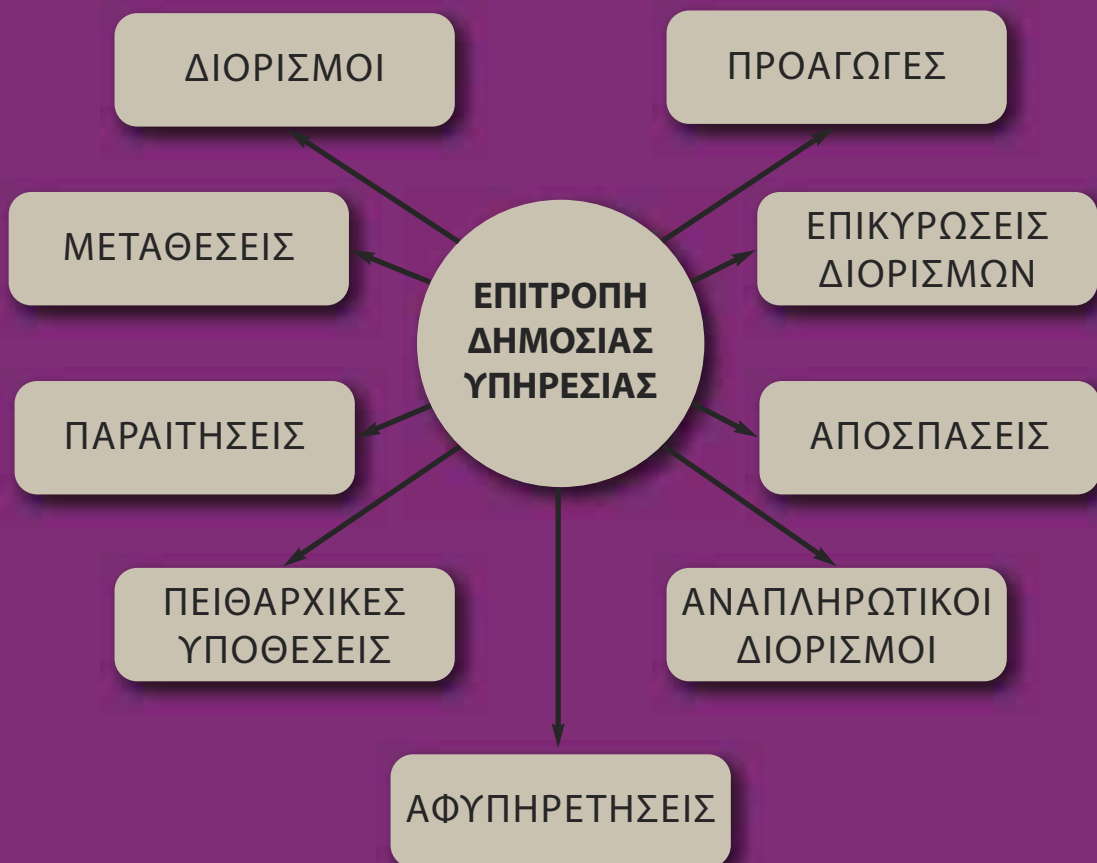 ΔΙΟΡΙΣΜΟΙ
ΠΡΟΑΓΩΓΕΣ
ΜΕΤΑΘΕΣΕΙΣ
ΕΠΙΚΥΡΩΣΕΙΣ
ΔΙΟΡΙΣΜΩΝ
ΕΠΙΤΡΟΠΗ
ΔΗΜΟΣΙΑΣ
ΥΠΗΡΕΣΙΑΣ
ΠΑΡΑΙΤΗΣΕΙΣ
ΑΠΟΣΠΑΣΕΙΣ
ΠΕΙΘΑΡΧΙΚΕΣ
ΥΠΟΘΕΣΕΙΣ
ΑΝΑΠΛΗΡΩΤΙΚΟΙ
ΔΙΟΡΙΣΜΟΙ
ΑΦΥΠΗΡΕΤΗΣΕΙΣ